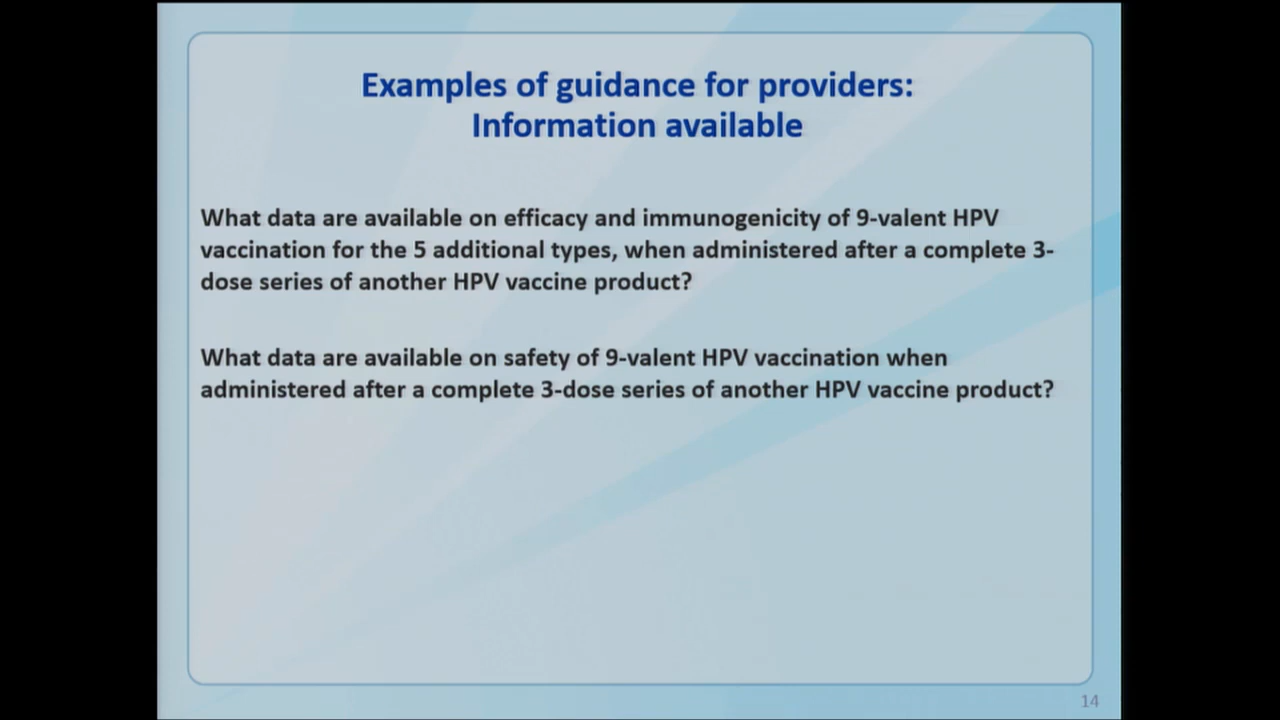 Examples of guidance for providers:
Information available
What data are available on efficacy and immunogenicity of 9-valent HPV
vaccination for the 5 additional types, when administered after a complete 3-
dose series of another HPV vaccine product?
What data are available on safety of 9-valent HPV vaccination when
administered after a complete 3-dose series of another HPV vaccine product?
14